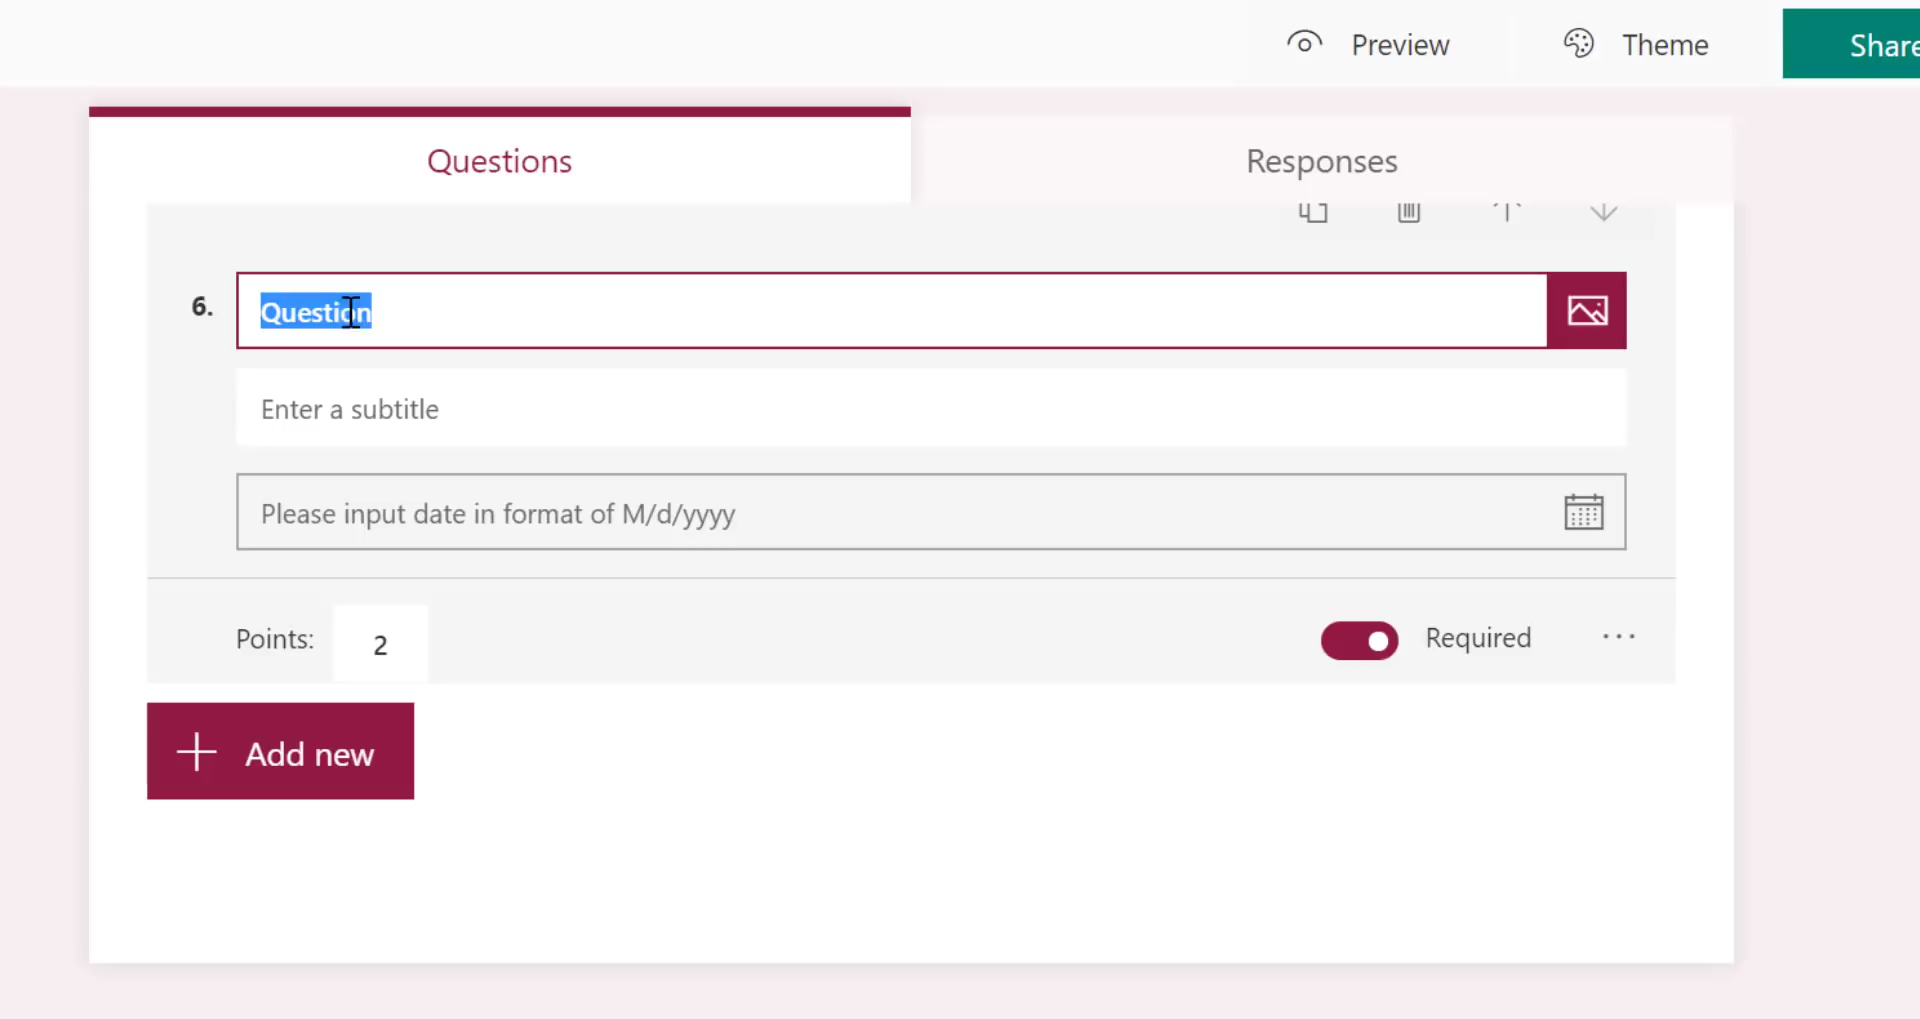 Preview
Theme
Share
Questions
Responses
6.
Question
Enter a subtitle
Please input date in format of M/d/yyyy
Points:
2
Required
Add new